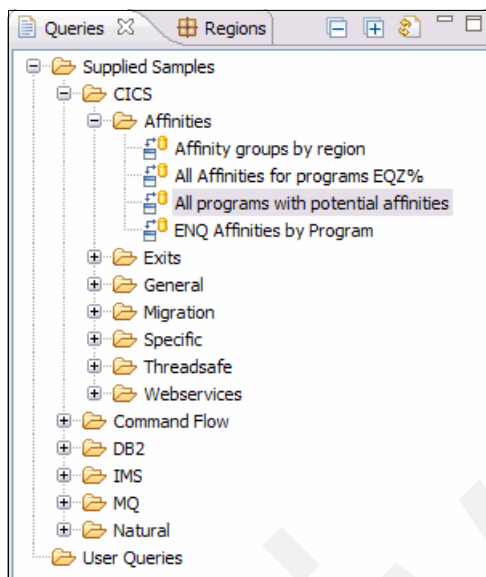 Queries Regions
Supplied Samples
CICS
Affinities
Affinity groups by region
All Affinities for programs EQZ%
All programs with potential affinities
ENQ Affinities by Program
Exits
General
Migration
Specific
Threadsafe
Webservices
Command Flow
DB2
IMS
MQ
Natural
User Queries